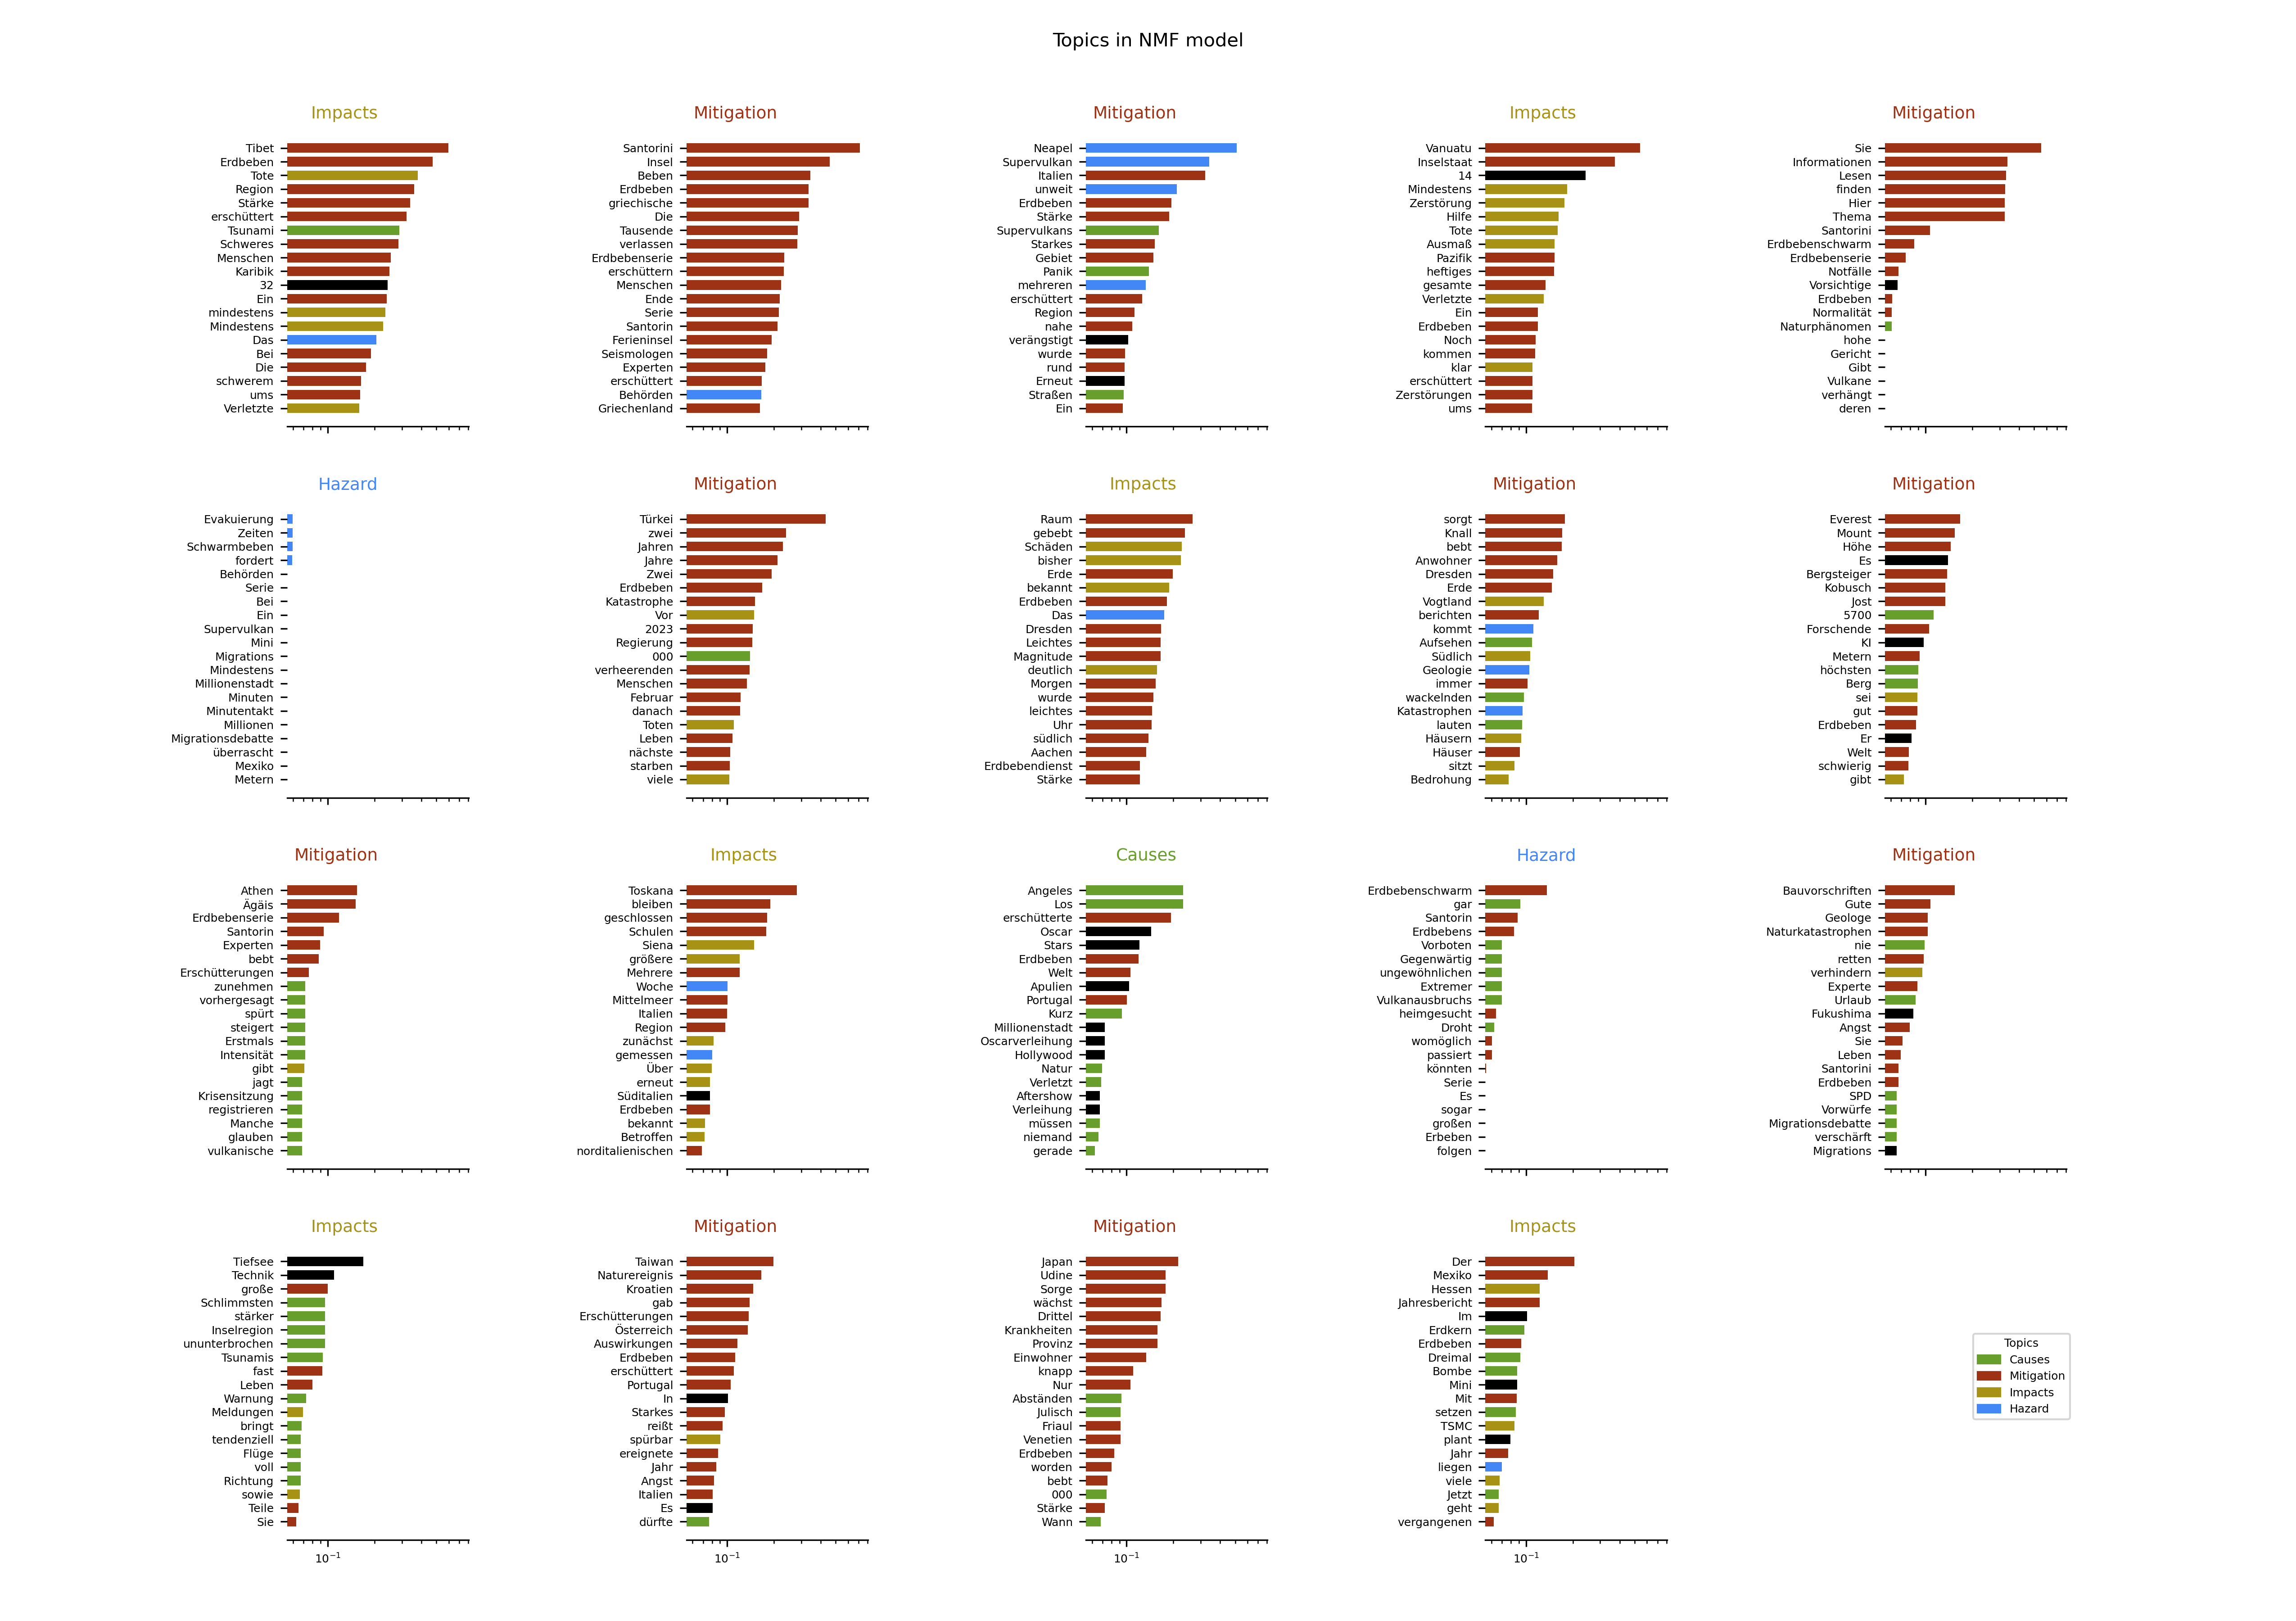 Topics in NMF model
Impacts
Tibet
Erdbeben
Tote
Region
Stärke
erschüttert
Tsunami
Schweres
Menschen
Karibik
32
Ein
mindestens
Mindestens
Das
Bei
Die
schwerem
ums
Verletzte
Mitigation
Santorini
Insel
Beben
Erdbeben
griechische
Die
Tausende
verlassen
Erdbebenserie
erschüttern
Menschen
Ende
Serie
Santorin
Ferieninsel
Seismologen
Experten
erschüttert
Behörden
Griechenland
Mitigation
Neapel
Supervulkan
Italien
unweit
Erdbeben
Stärke
Supervulkans
Starkes
Gebiet
Panik
mehreren
erschüttert
Region
nahe
verängstigt
wurde
rund
Erneut
Straßen
Ein
Impacts
Vanuatu
Inselstaat
14
Mindestens
Zerstörung
Hilfe
Tote
Ausmaß
Pazifik
heftiges
gesamte
Verletzte
Ein
Erdbeben
Noch
kommen
klar
erschüttert
Zerstörungen
ums
Mitigation
Sie
Informationen
Lesen
finden
Hier
Thema
Santorini
Erdbebenschwarm
Erdbebenserie
Notfälle
Vorsichtige
Erdbeben
Normalität
Naturphänomen
hohe
Gericht
Gibt
Vulkane
verhängt
deren
Hazard
Evakuierung
Zeiten
Schwarmbeben
fordert
Behörden
Serie
Bei
Ein
Supervulkan
Mini
Migrations
Mindestens
Millionenstadt
Minuten
Minutentakt
Millionen
Migrationsdebatte
überrascht
Mexiko
Metern
Mitigation
Türkei
zwei
Jahren
Jahre
Zwei
Erdbeben
Katastrophe
Vor
2023
Regierung
000
verheerenden
Menschen
Februar
danach
Toten
Leben
nächste
starben
viele
Impacts
Raum
gebebt
Schäden
bisher
Erde
bekannt
Erdbeben
Das
Dresden
Leichtes
Magnitude
deutlich
Morgen
wurde
leichtes
Uhr
südlich
Aachen
Erdbebendienst
Stärke
Mitigation
sorgt
Knall
bebt
Anwohner
Dresden
Erde
Vogtland
berichten
kommt
Aufsehen
Südlich
Geologie
immer
wackelnden
Katastrophen
lauten
Häusern
Häuser
sitzt
Bedrohung
Mitigation
Everest
Mount
Höhe
Es
Bergsteiger
Kobusch
Jost
5700
Forschende
KI
Metern
höchsten
Berg
sei
gut
Erdbeben
Er
Welt
schwierig
gibt
Mitigation
Athen
Ägäis
Erdbebenserie
Santorin
Experten
bebt
Erschütterungen
zunehmen
vorhergesagt
spürt
steigert
Erstmals
Intensität
gibt
jagt
Krisensitzung
registrieren
Manche
glauben
vulkanische
Impacts
Toskana
bleiben
geschlossen
Schulen
Siena
größere
Mehrere
Woche
Mittelmeer
Italien
Region
zunächst
gemessen
Über
erneut
Süditalien
Erdbeben
bekannt
Betroffen
norditalienischen
Causes
Angeles
Los
erschütterte
Oscar
Stars
Erdbeben
Welt
Apulien
Portugal
Kurz
Millionenstadt
Oscarverleihung
Hollywood
Natur
Verletzt
Aftershow
Verleihung
müssen
niemand
gerade
Hazard
Erdbebenschwarm
gar
Santorin
Erdbebens
Vorboten
Gegenwärtig
ungewöhnlichen
Extremer
Vulkanausbruchs
heimgesucht
Droht
womöglich
passiert
könnten
Serie
Es
sogar
großen
Erbeben
folgen
Mitigation
Bauvorschriften
Gute
Geologe
Naturkatastrophen
nie
retten
verhindern
Experte
Urlaub
Fukushima
Angst
Sie
Leben
Santorini
Erdbeben
SPD
Vorwürfe
Migrationsdebatte
verschärft
Migrations
Impacts
Tiefsee
Technik
große
Schlimmsten
stärker
Inselregion
ununterbrochen
Tsunamis
fast
Leben
Warnung
Meldungen
bringt
tendenziell
Flüge
voll
Richtung
sowie
Teile
Sie
10⁻¹
Mitigation
Taiwan
Naturereignis
Kroatien
gab
Erschütterungen
Österreich
Auswirkungen
Erdbeben
erschüttert
Portugal
In
Starkes
reißt
spürbar
ereignete
Jahr
Angst
Italien
Es
dürfte
10⁻¹
Mitigation
Japan
Udine
Sorge
wächst
Drittel
Krankheiten
Provinz
Einwohner
knapp
Nur
Abständen
Julisch
Friaul
Venetien
Erdbeben
worden
bebt
000
Stärke
Wann
10⁻¹
Impacts
Der
Mexiko
Hessen
Jahresbericht
Im
Erdkern
Erdbeben
Dreimal
Bombe
Mini
Mit
setzen
TSMC
plant
Jahr
liegen
viele
Jetzt
geht
vergangenen
10⁻¹
Topics
Causes
Mitigation
Impacts
Hazard